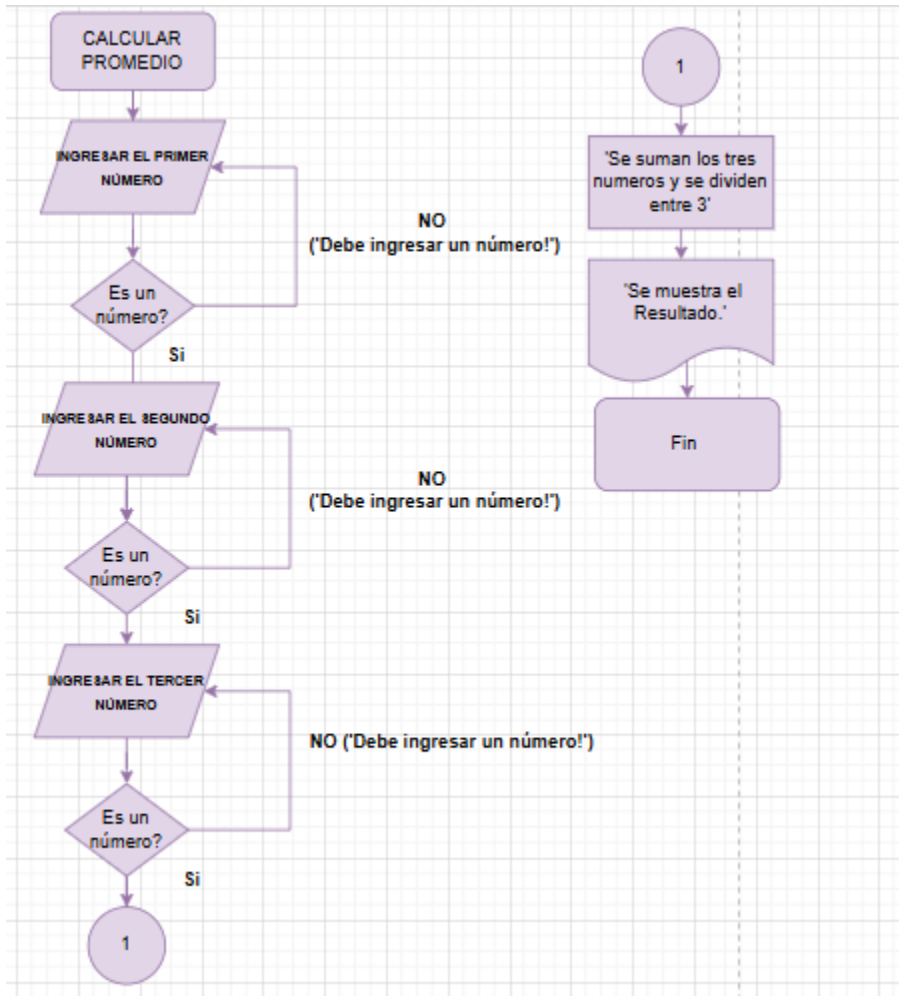 CALCULAR
PROMEDIO
INGRESAR EL PRIMER
NÚMERO
NO
('Debe ingresar un número!')
Es un
número?
Si
INGRESAR EL SEGUNDO
NÚMERO
NO
('Debe ingresar un número!')
Es un
número?
Si
INGRESAR EL TERCER
NÚMERO
NO ('Debe ingresar un número!')
Es un
número?
Si
1
1
'Se suman los tres
numeros y se dividen
entre 3'
'Se muestra el
Resultado.'
Fin